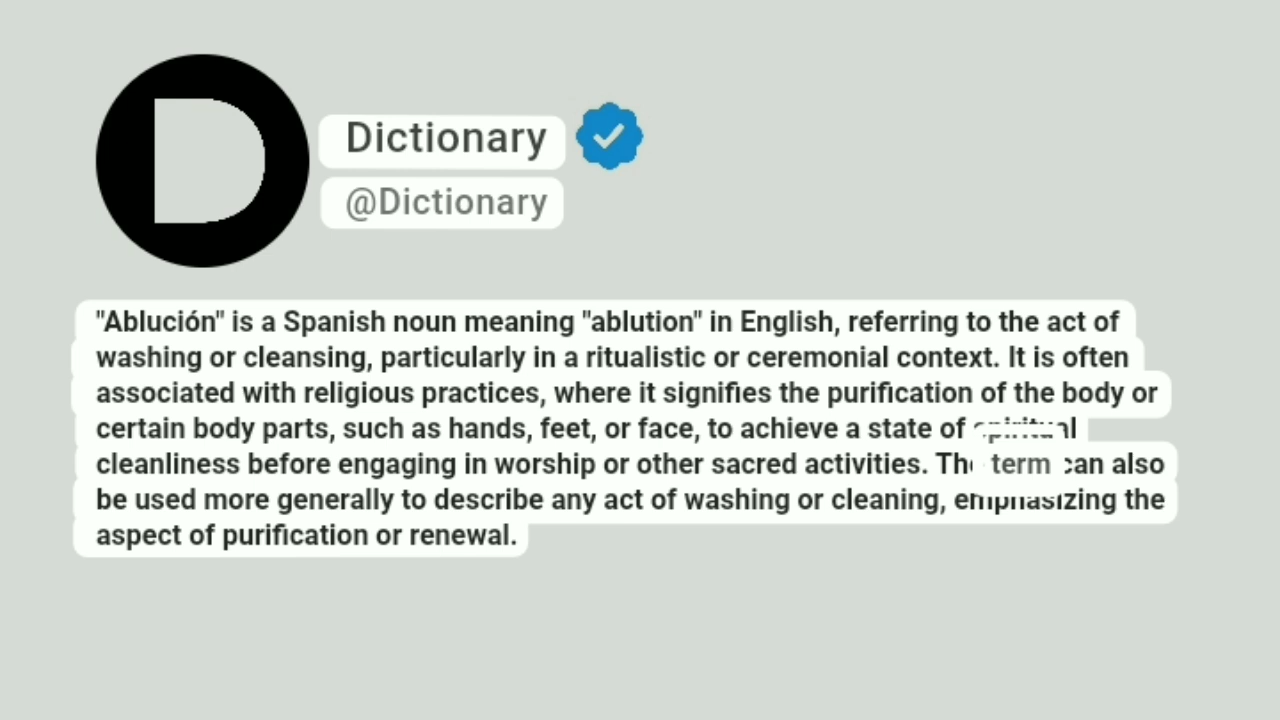 D
Dictionary
@Dictionary
"Ablución" is a Spanish noun meaning "ablution" in English, referring to the act of
washing or cleansing, particularly in a ritualistic or ceremonial context. It is often
associated with religious practices, where it signifies the purification of the body or
certain body parts, such as hands, feet, or face, to achieve a state of spiritual
cleanliness before engaging in worship or other sacred activities. The term can also
be used more generally to describe any act of washing or cleaning, emphasizing the
aspect of purification or renewal.